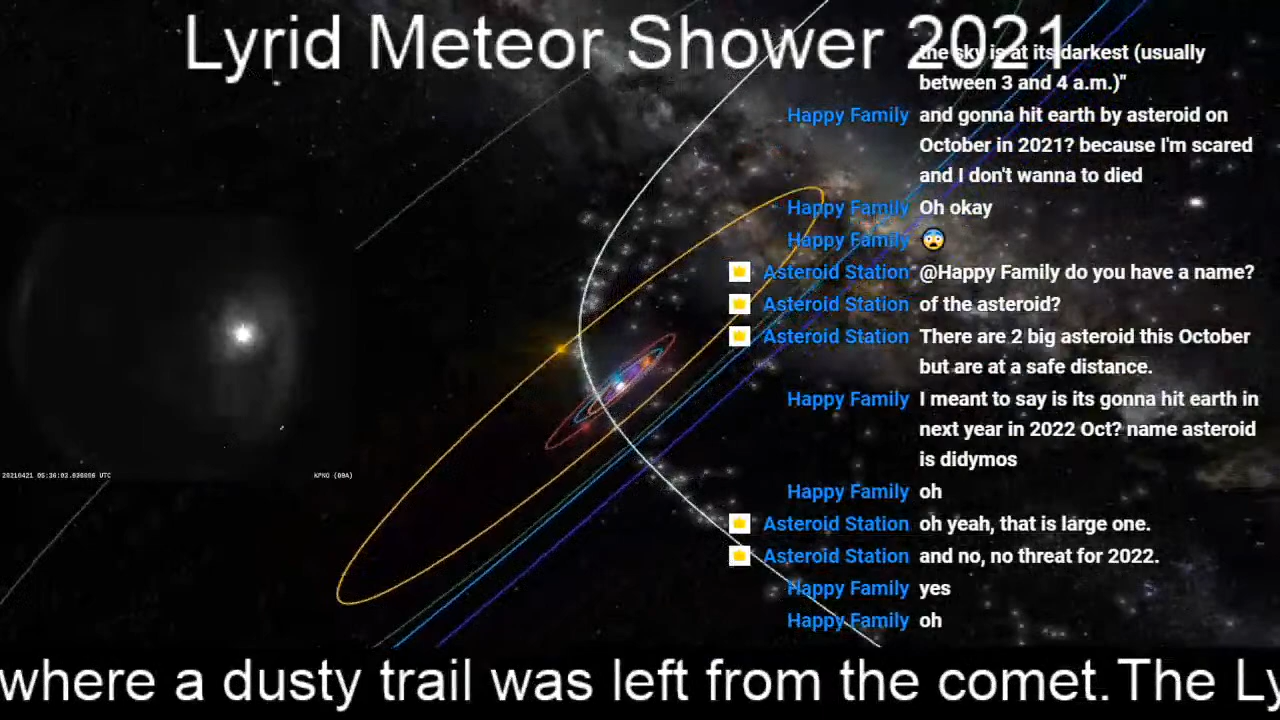 Lyrid Meteor Shower 2021
the sky is at its darkest (usually
between 3 and 4 a.m.)"
Happy Family and gonna hit earth by asteroid on
October in 2021? because I'm scared
and I don't wanna to died
Happy Family Oh okay
Happy Family 😨
Asteroid Station @Happy Family do you have a name?
Asteroid Station of the asteroid?
Asteroid Station There are 2 big asteroid this October
but are at a safe distance.
Happy Family I meant to say is its gonna hit earth in
next year in 2022 Oct? name asteroid
is didymos
Happy Family oh
Asteroid Station oh yeah, that is large one.
Asteroid Station and no, no threat for 2022.
Happy Family yes
Happy Family oh
KPNO (00A)
where a dusty trail was left from the comet. The Ly